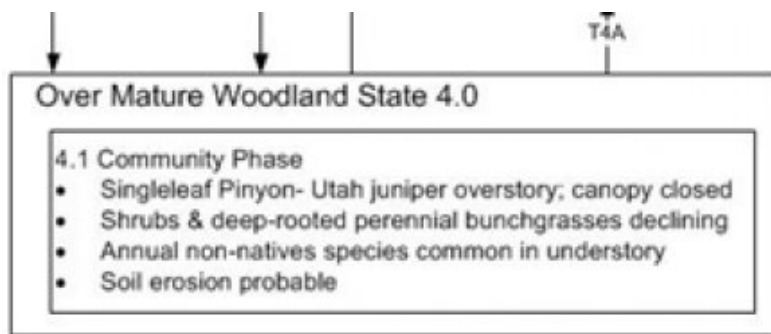 T4A
Over Mature Woodland State 4.0
4.1 Community Phase
• Singleleaf Pinyon- Utah juniper overstory; canopy closed
• Shrubs & deep-rooted perennial bunchgrasses declining
• Annual non-natives species common in understory
• Soil erosion probable